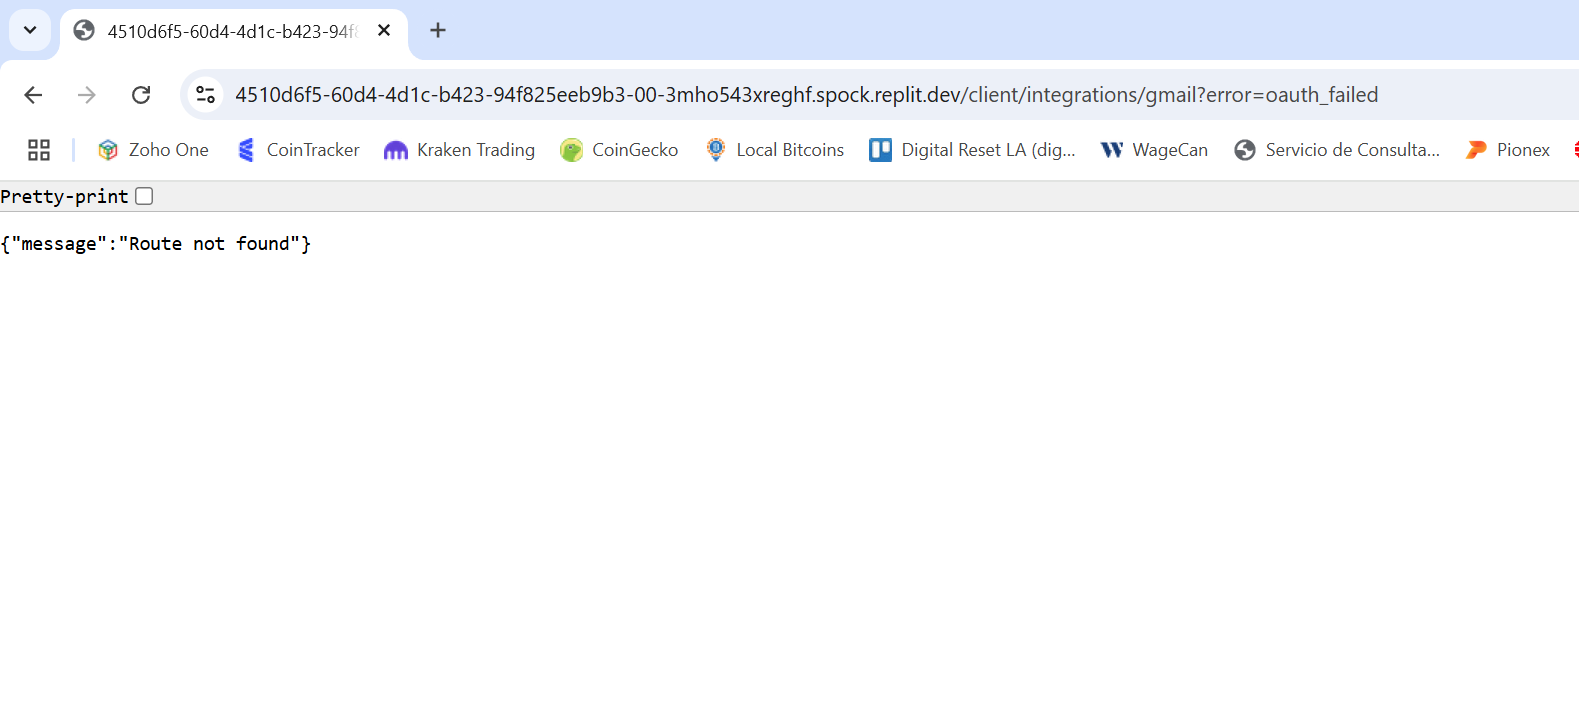 4510d6f5-60d4-4d1c-b423-94f8
4510d6f5-60d4-4d1c-b423-94f825eeb9b3-00-3mho543xreghf.spock.replit.dev/client/integrations/gmail?error=oauth_failed
Zoho One CoinTracker Kraken Trading CoinGecko Local Bitcoins Digital Reset LA (dig... WageCan Servicio de Consulta... Pionex
Pretty-print
{"message":"Route not found"}